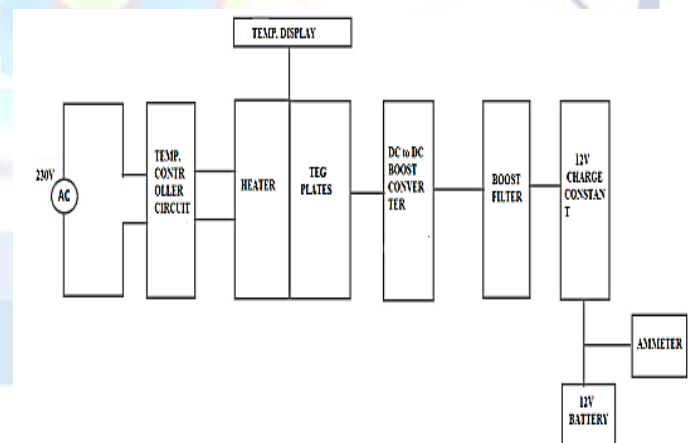 TEMP. DISPLAY
230V
AC
TEMP.
CONTR
OLLER
CIRCUIT
HEATER
TEG
PLATES
DC to DC
BOOST
CONVER
TER
BOOST
FILTER
12V
CHARGE
CONSTAN
T
AMMETER
12V
BATTERY